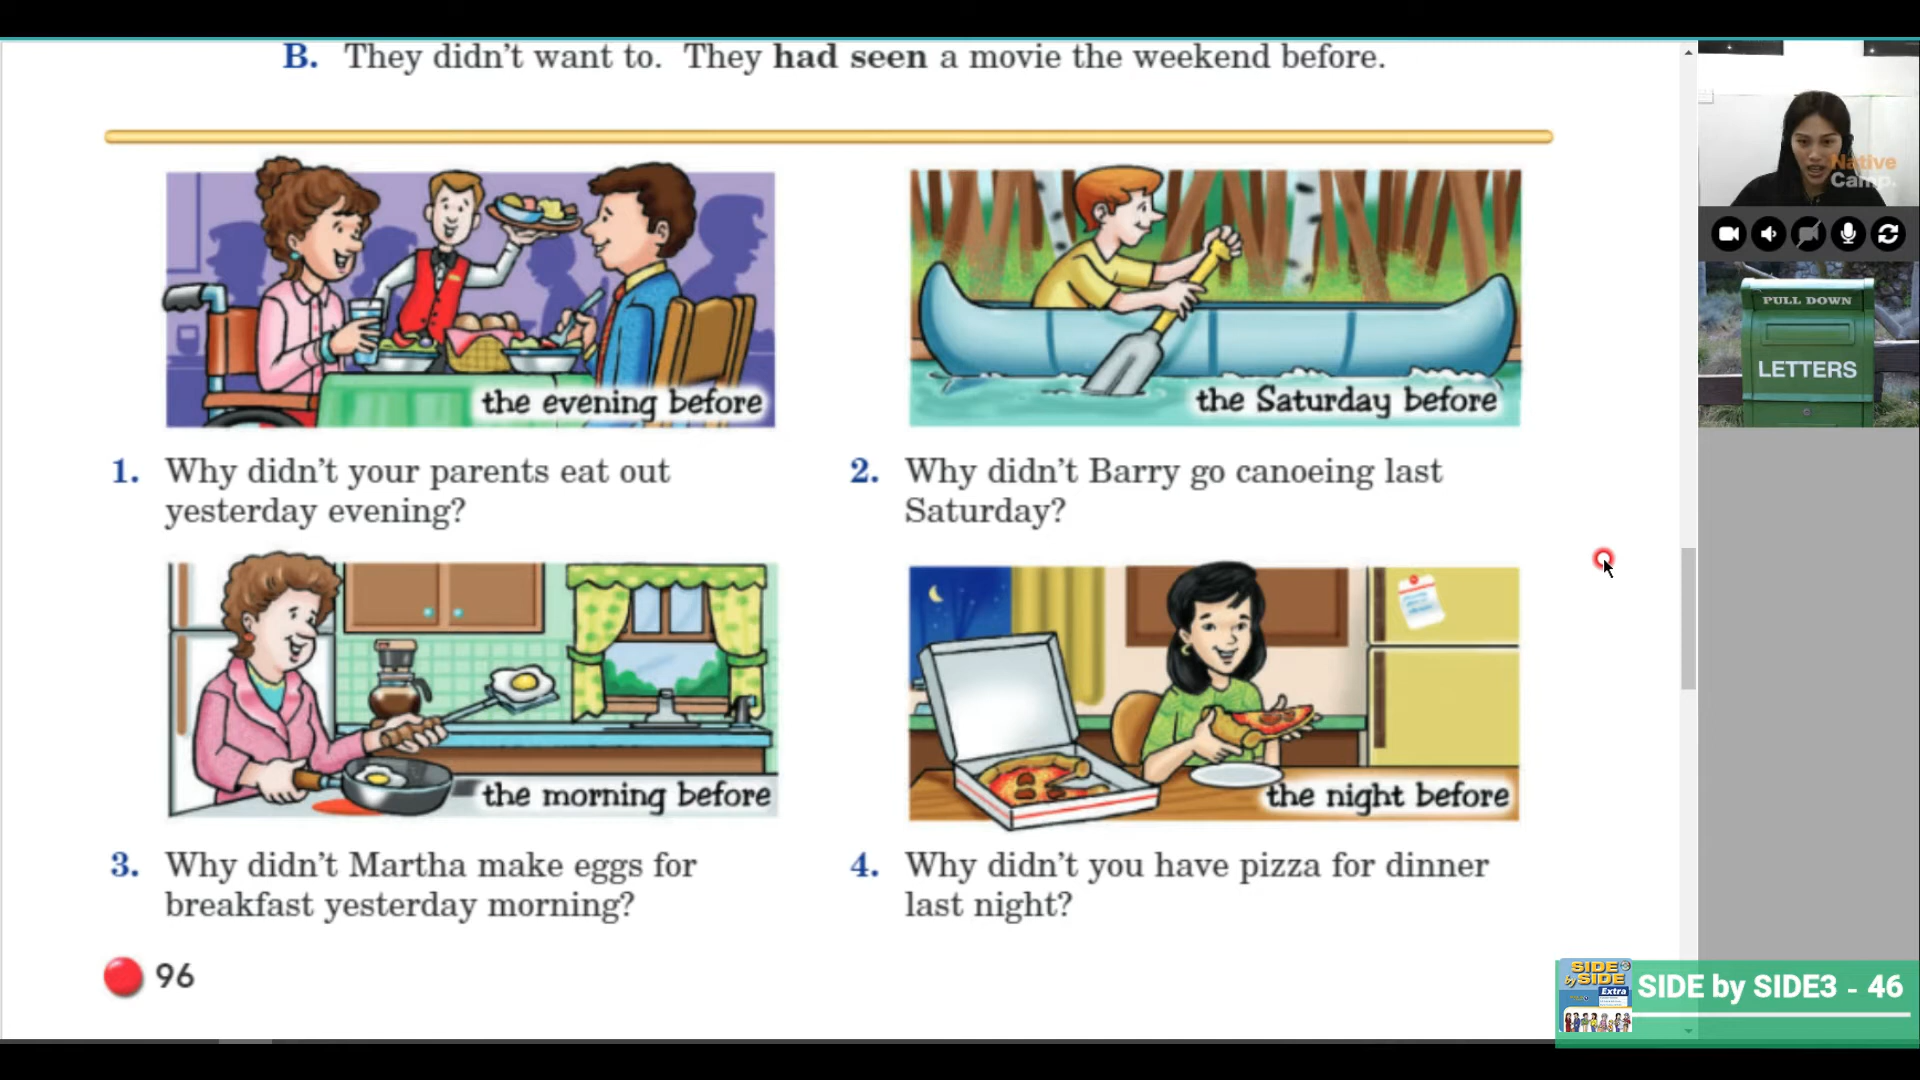 B. They didn't want to. They had seen a movie the weekend before.
the evening before
the Saturday before
1. Why didn't your parents eat out
yesterday evening?
2. Why didn't Barry go canoeing last
Saturday?
the morning before
the night before
3. Why didn't Martha make eggs for
breakfast yesterday morning?
4. Why didn't you have pizza for dinner
last night?
96
Native
Camp.
PULL DOWN
LETTERS
SIDE
by SIDE
Extra
SIDE by SIDE3 - 46